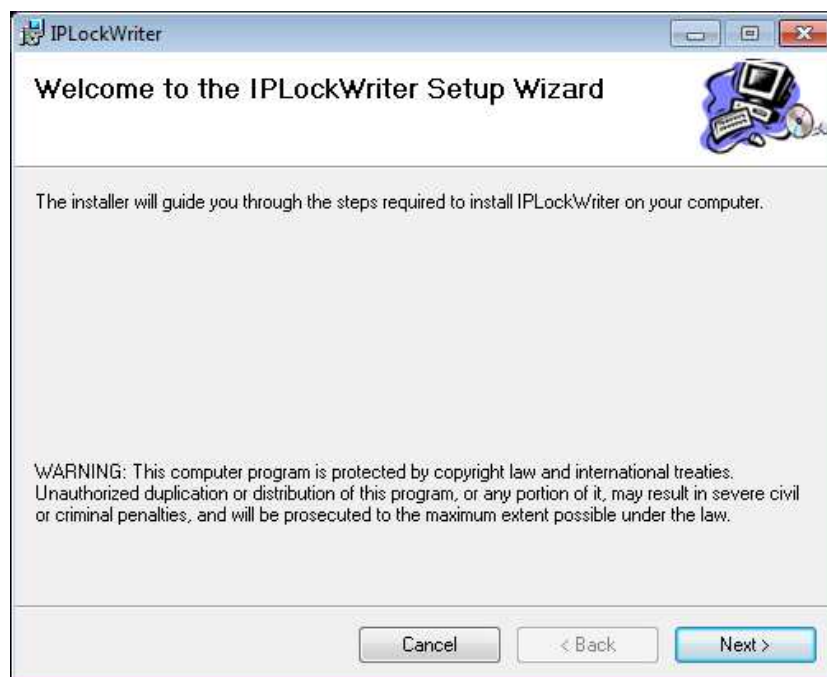 IPLockWriter
Welcome to the IPLockWriter Setup Wizard
The installer will guide you through the steps required to install IPLockWriter on your computer.
WARNING: This computer program is protected by copyright law and international treaties.
Unauthorized duplication or distribution of this program, or any portion of it, may result in severe civil
or criminal penalties, and will be prosecuted to the maximum extent possible under the law.
Cancel < Back Next >